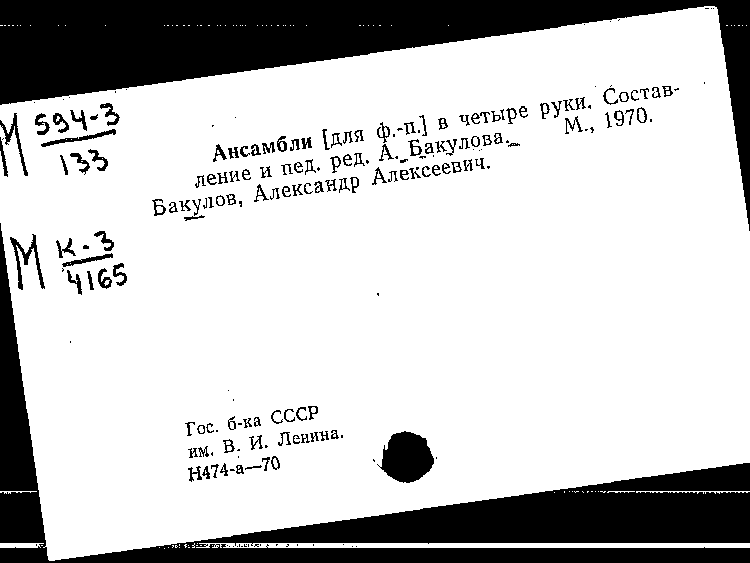 М 594-3
133
Ансамбли [для ф.-п.] в четыре руки. Состав-
ление и пед. ред. А. Бакулова. М., 1970.
Бакулов, Александр Алексеевич.
М К-3
4165
Гос. б-ка СССР
им. В. И. Ленина.
Н474-а—70